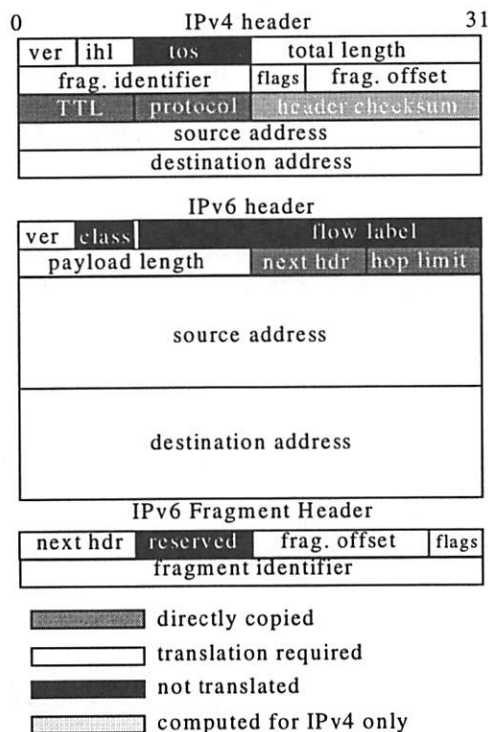 0 IPv4 header 31
ver ihl tos total length
frag. identifier flags frag. offset
TTL protocol header checksum
source address
destination address
IPv6 header
ver class flow label
payload length next hdr hop limit
source address
destination address
IPv6 Fragment Header
next hdr reserved frag. offset flags
fragment identifier
directly copied
translation required
not translated
computed for IPv4 only